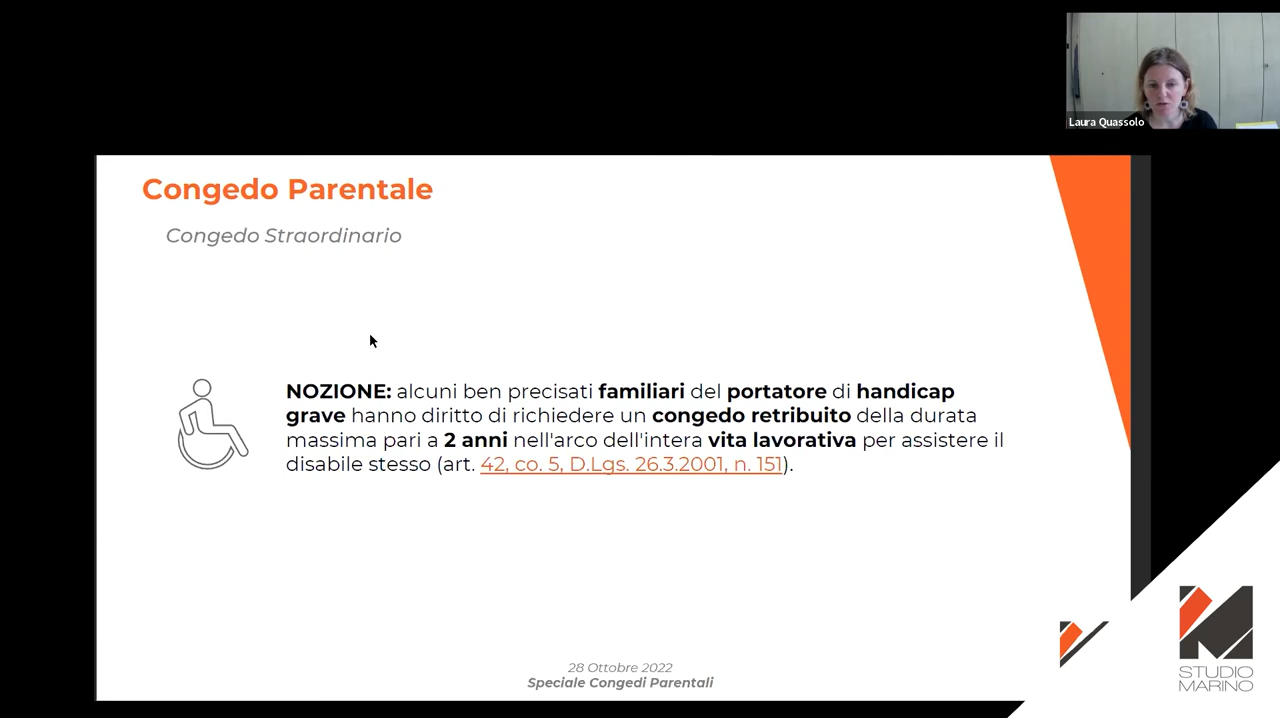 Laura Quassolo
Congedo Parentale
Congedo Straordinario
NOZIONE: alcuni ben precisati familiari del portatore di handicap
grave hanno diritto di richiedere un congedo retribuito della durata
massima pari a 2 anni nell'arco dell'intera vita lavorativa per assistere il
disabile stesso (art. 42, co. 5, D.Lgs. 26.3.2001, n. 151).
28 Ottobre 2022
Speciale Congedi Parentali
STUDIO
MARINO